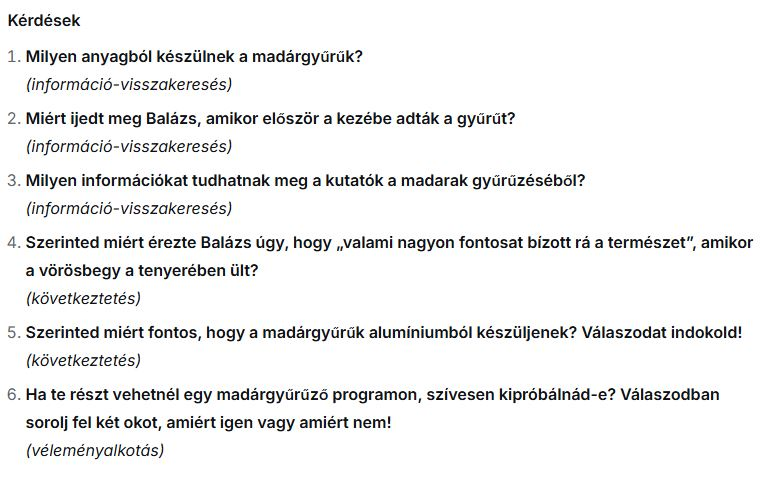 Kérdések
1. Milyen anyagból készülnek a madárgyűrűk?
(információ-visszakeresés)
2. Miért ijedt meg Balázs, amikor először a kezébe adták a gyűrűt?
(információ-visszakeresés)
3. Milyen információkat tudhatnak meg a kutatók a madarak gyűrűzéséből?
(információ-visszakeresés)
4. Szerinted miért érezte Balázs úgy, hogy „valami nagyon fontosat bízott rá a természet”, amikor
a vörösbegy a tenyerében ült?
(következtetés)
5. Szerinted miért fontos, hogy a madárgyűrűk alumíniumból készüljenek? Válaszodat indokold!
(következtetés)
6. Ha te részt vehetnél egy madárgyűrűző programon, szívesen kipróbálnád-e? Válaszodban
sorolj fel két okot, amiért igen vagy amiért nem!
(véleményalkotás)